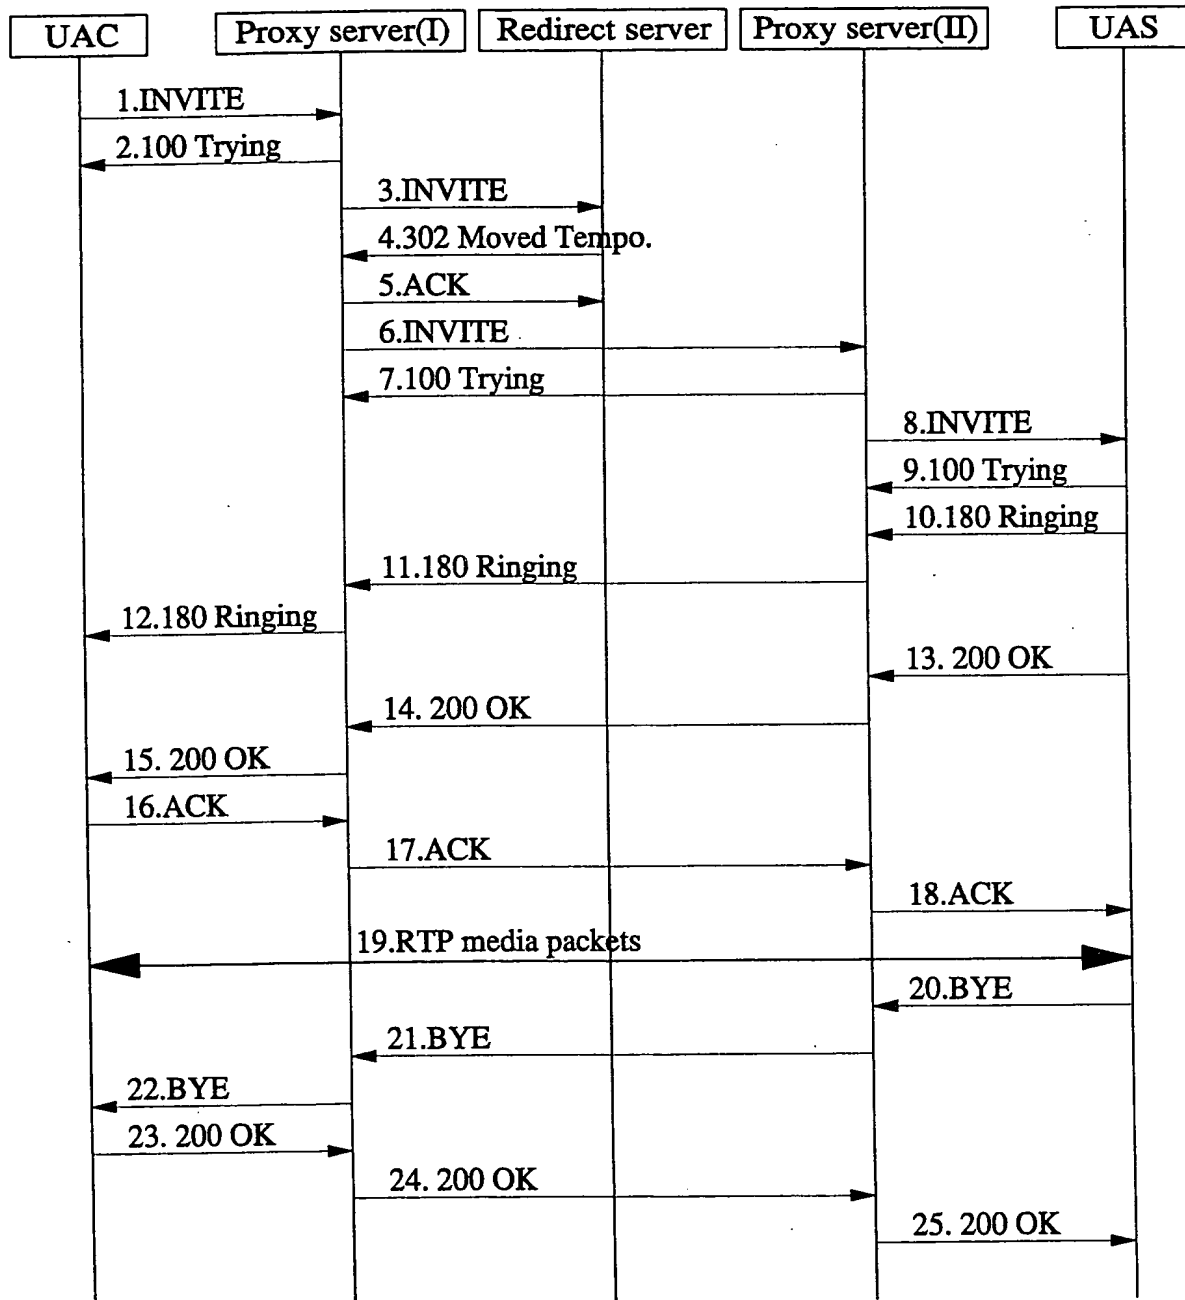 UAC
Proxy server(I)
Redirect server
Proxy server(II)
UAS
1.INVITE
2.100 Trying
3.INVITE
4.302 Moved Tempo.
5.ACK
6.INVITE
7.100 Trying
8.INVITE
9.100 Trying
10.180 Ringing
11.180 Ringing
12.180 Ringing
13. 200 OK
14. 200 OK
15. 200 OK
16.ACK
17.ACK
18.ACK
19.RTP media packets
20.BYE
21.BYE
22.BYE
23. 200 OK
24. 200 OK
25. 200 OK